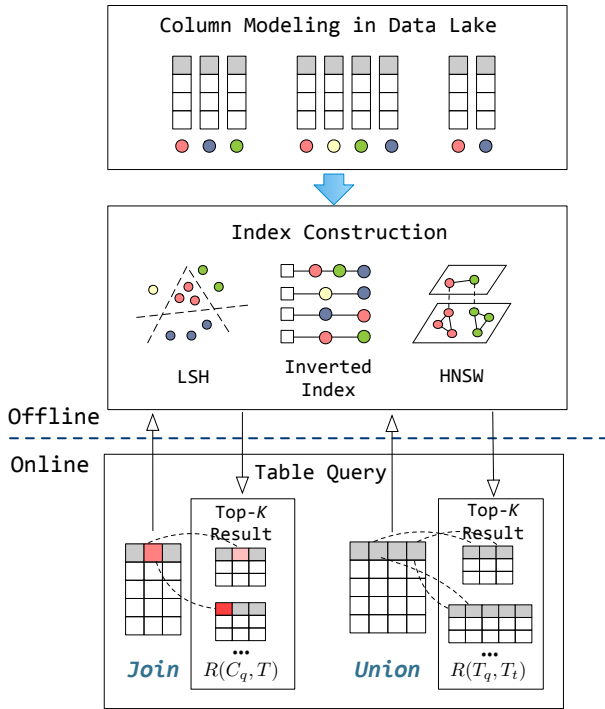 Column Modeling in Data Lake
Index Construction
LSH
Inverted
Index
HNSW
Offline
Online
Table Query
Top-K
Result
Top-K
Result
...
...
Join
R(C_q, T)
Union
R(T_q, T_t)